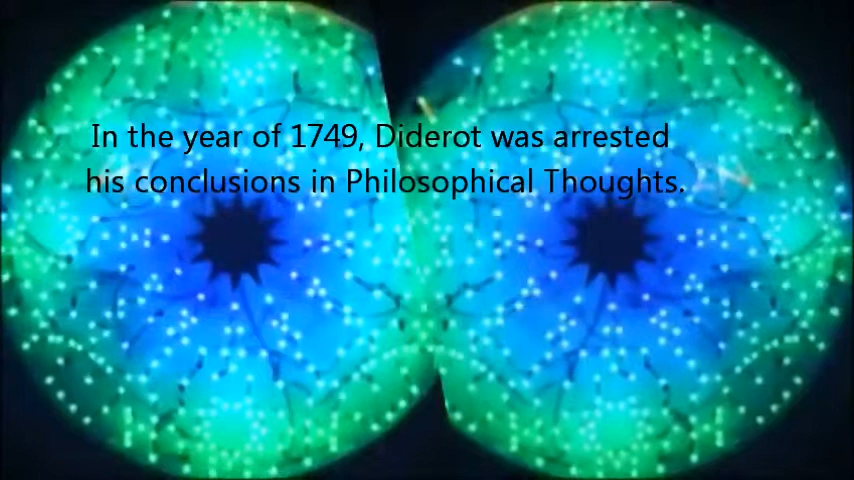 In the year of 1749, Diderot was arrested
his conclusions in Philosophical Thoughts.